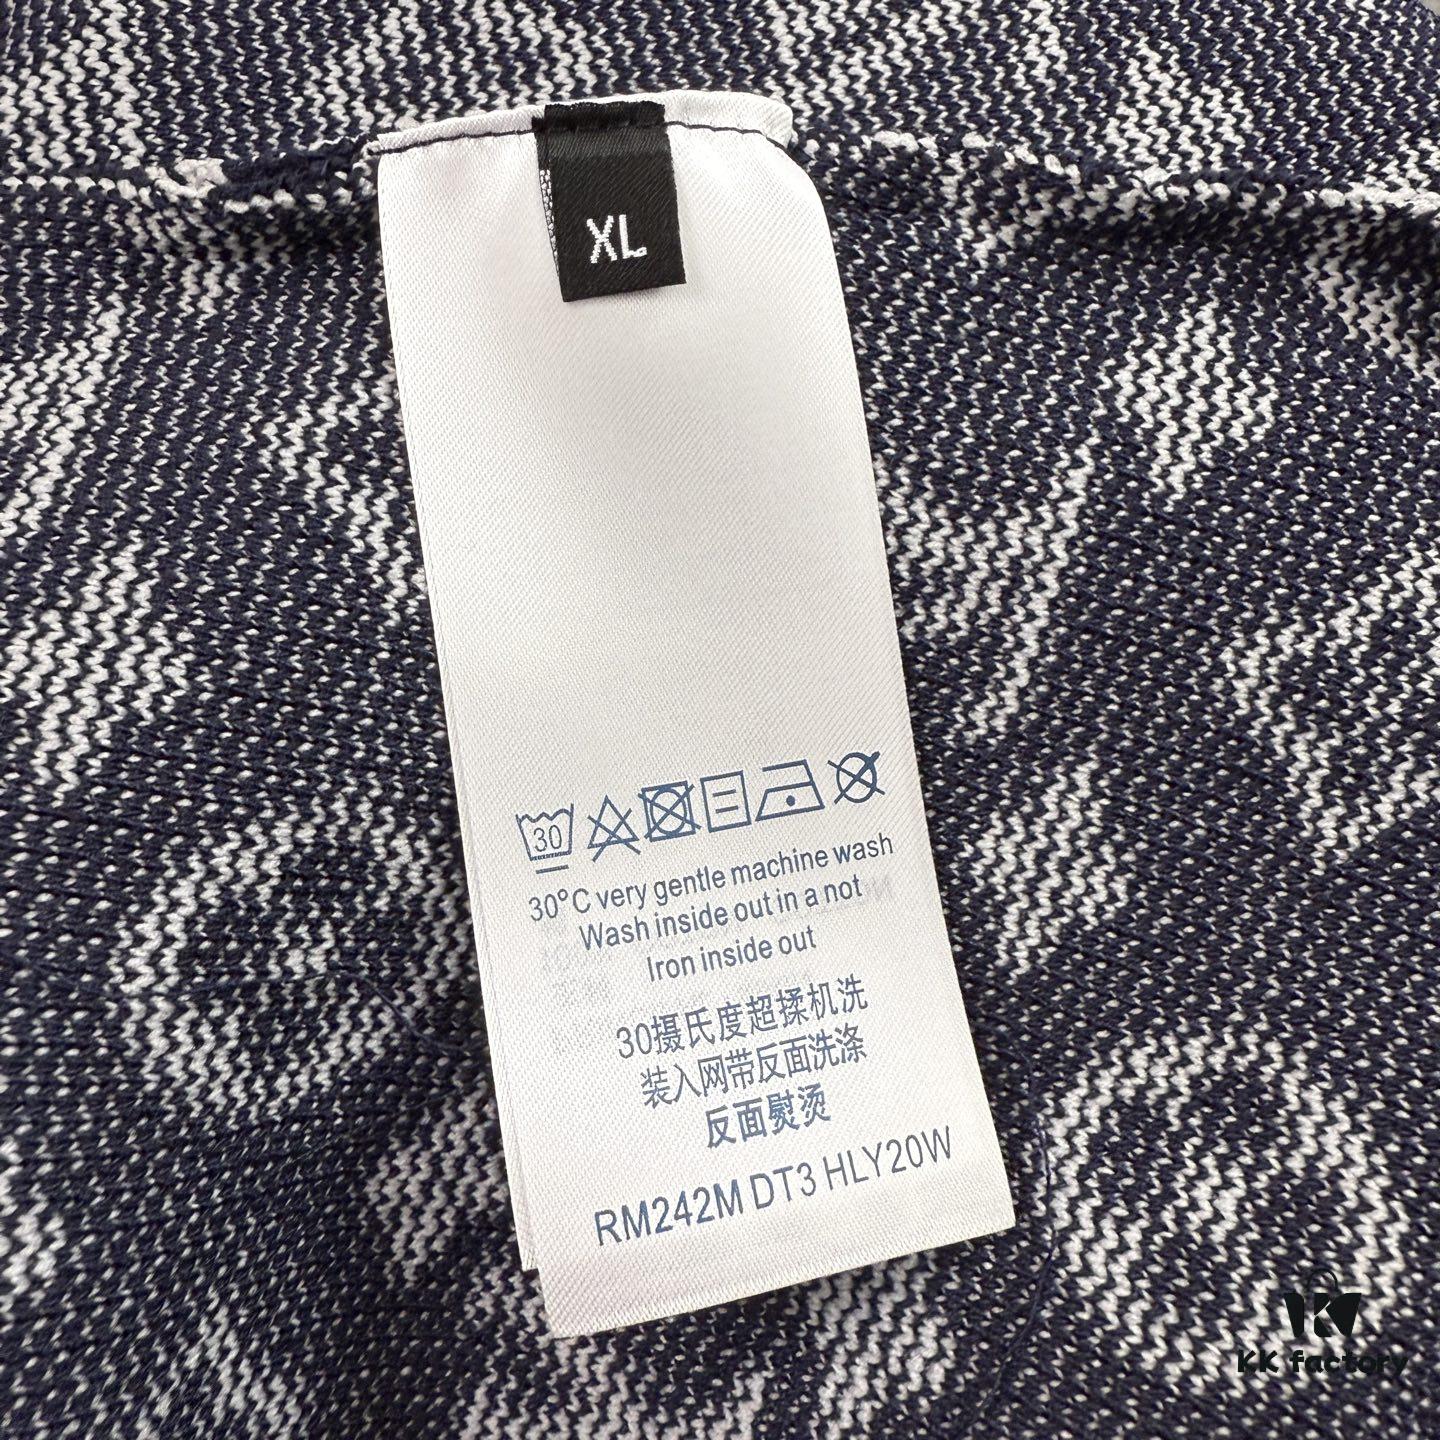 XL
30
30°C very gentle machine wash
Wash inside out in a not
Iron inside out
30摄氏度超揉机洗
装入网带反面洗涤
反面熨烫
RM242M DT3 HLY20W
K
KK factory